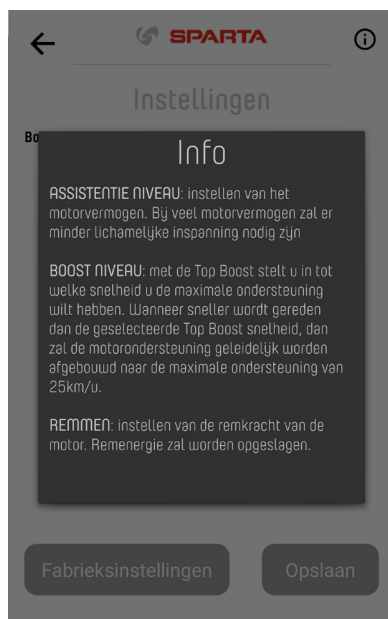 SPARTA
Instellingen
Bo
Info
ASSISTENTIE NIVEAU: instellen van het
motorvermogen. Bij veel motorvermogen zal er
minder lichamelijke inspanning nodig zijn
BOOST NIVEAU: met de Top Boost stelt u in tot
welke snelheid u de maximale ondersteuning
wilt hebben. Wanneer sneller wordt gereden
dan de geselecteerde Top Boost snelheid, dan
zal de motorondersteuning geleidelijk worden
afgebouwd naar de maximale ondersteuning van
25km/u.
REMMEN: instellen van de remkracht van de
motor. Remenergie zal worden opgeslagen.
Fabrieksinstellingen Opslaan